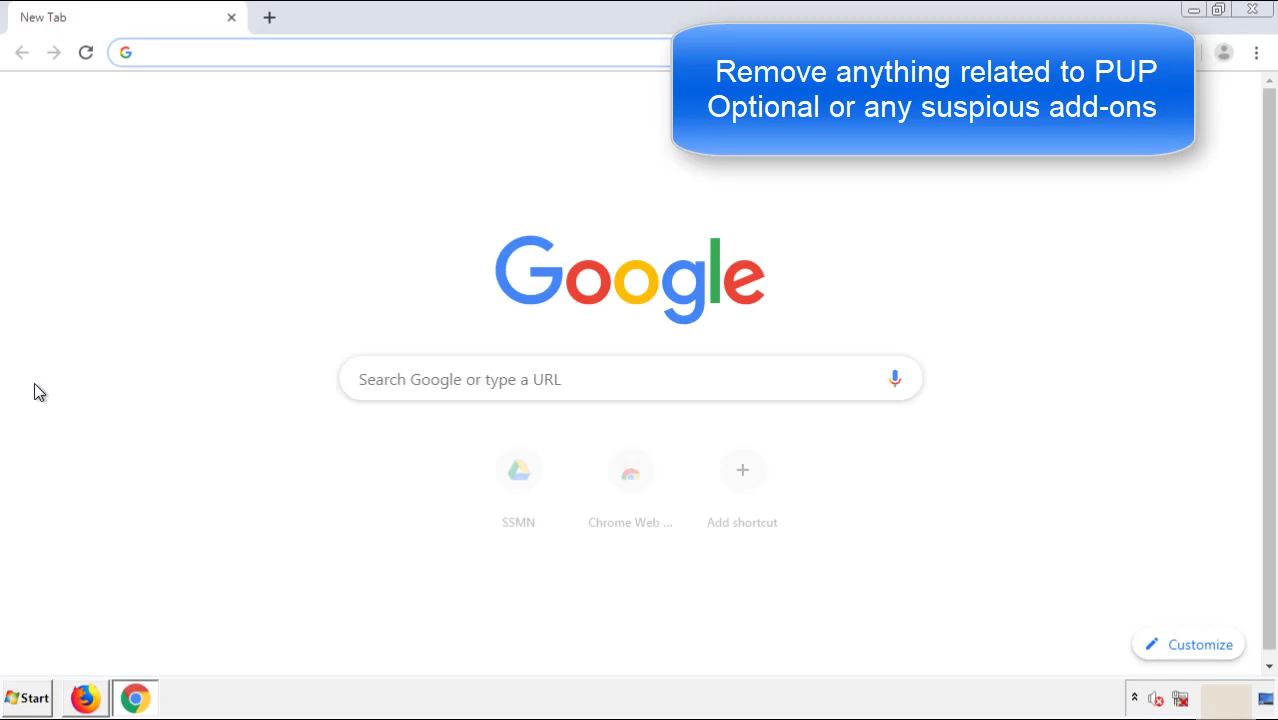 New Tab
Remove anything related to PUP
Optional or any suspious add-ons
Google
Search Google or type a URL
SSMN
Chrome Web ...
Add shortcut
Customize
Start